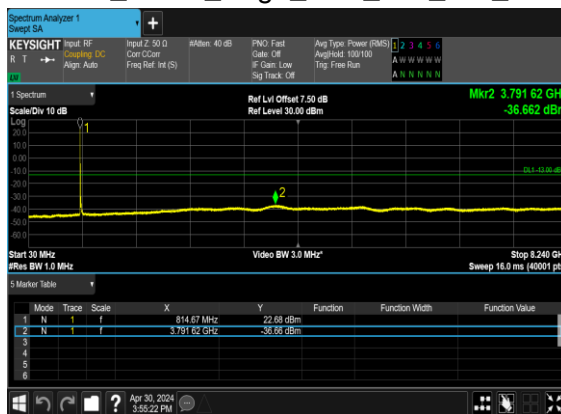 Spectrum Analyzer 1
Swept SA
KEYSIGHT Input: RF Input Z: 50 Ω #Atten: 40 dB PNO: Fast Avg Type: Power (RMS) 1 2 3 4 5 6
R T Coupling: DC Corr CCorr Gate: Off Avg|Hold: 100/100 A W W W W W
Align: Auto Freq Ref: Int (S) IF Gain: Low Trig: Free Run
Sig Track: Off A N N N N N
1 Spectrum Ref Lvl Offset 7.50 dB Mkr2 3.791 62 GH
Scale/Div 10 dB Ref Level 30.00 dBm -36.662 dBr
Log
20.0
10.0
0.00
-10.0
-20.0
-30.0
-40.0
-50.0
-60.0
1
2
DL1 -13.00 dB
Start 30 MHz Video BW 3.0 MHz* Stop 8.240 GH
#Res BW 1.0 MHz Sweep 16.0 ms (40001 pt
5 Marker Table
Mode Trace Scale X Y Function Function Width Function Value
1 N 1 f 814.67 MHz 22.68 dBm
2 N 1 f 3.791 62 GHz -36.66 dBm
3
4
5
6
? Apr 30, 2024
3:55:22 PM